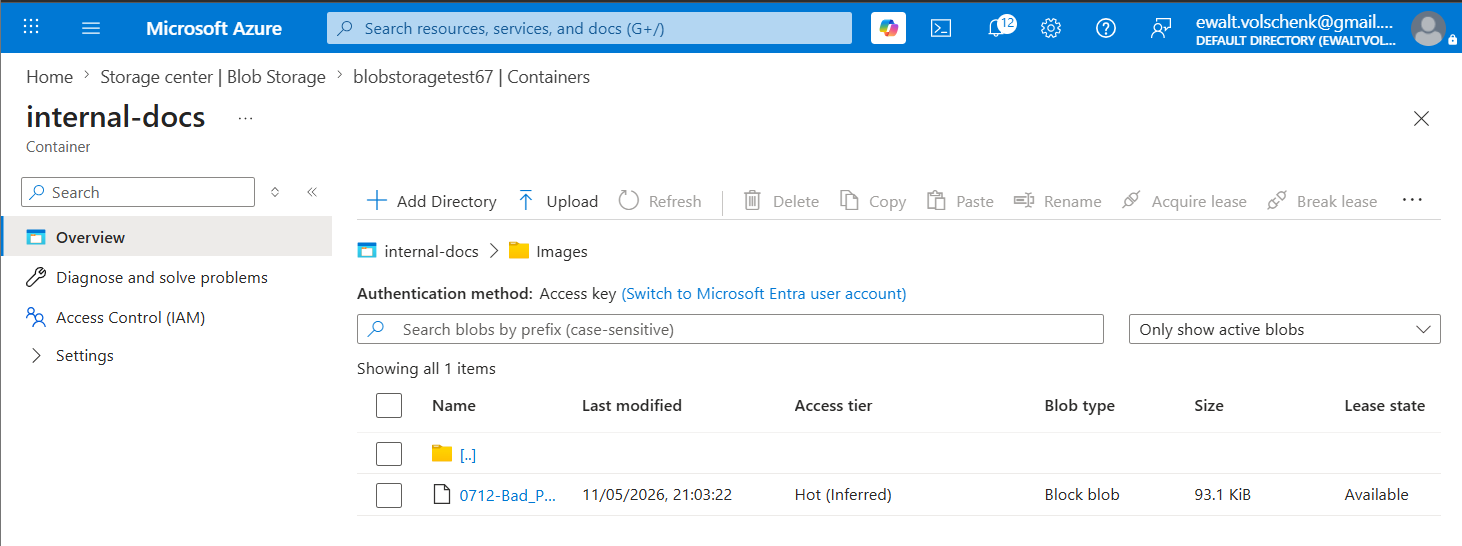 Microsoft Azure
Search resources, services, and docs (G+/)
12
ewalt.volschenk@gmail....
DEFAULT DIRECTORY (EWALTVOL...
Home > Storage center | Blob Storage > blobstoragetest67 | Containers
internal-docs ...
Container
Search
Overview
Diagnose and solve problems
Access Control (IAM)
Settings
Add Directory Upload Refresh Delete Copy Paste Rename Acquire lease Break lease ...
internal-docs > Images
Authentication method: Access key (Switch to Microsoft Entra user account)
Search blobs by prefix (case-sensitive)
Only show active blobs
Showing all 1 items
Name Last modified Access tier Blob type Size Lease state
[..]
0712-Bad_P... 11/05/2026, 21:03:22 Hot (Inferred) Block blob 93.1 KiB Available